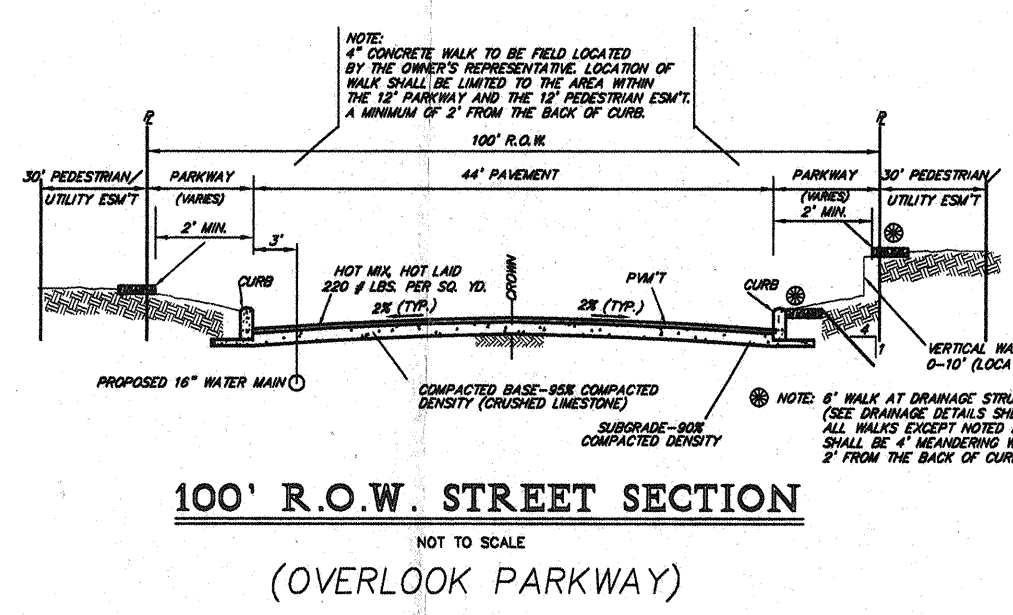 NOTE:
4" CONCRETE WALK TO BE FIELD LOCATED
BY THE OWNER'S REPRESENTATIVE. LOCATION OF
WALK SHALL BE LIMITED TO THE AREA WITHIN
THE 12' PARKWAY AND THE 12' PEDESTRIAN ESM'T.
A MINIMUM OF 2' FROM THE BACK OF CURB.
100' R.O.W.
30' PEDESTRIAN/
UTILITY ESM'T
PARKWAY
(VARIES)
44' PAVEMENT
PARKWAY
(VARIES)
30' PEDESTRIAN/
UTILITY ESM'T
2' MIN.
3'
2' MIN.
CURB
HOT MIX, HOT LAID
220 # LBS. PER SQ. YD.
2% (TYP.)
CROWN
2% (TYP.)
PVM'T
CURB
4
1
VERTICAL WA
0-10' (LOCA
PROPOSED 16" WATER MAIN
COMPACTED BASE-95% COMPACTED
DENSITY (CRUSHED LIMESTONE)
SUBGRADE-90%
COMPACTED DENSITY
NOTE: 6' WALK AT DRAINAGE STRU
(SEE DRAINAGE DETAILS SHE
ALL WALKS EXCEPT NOTED
SHALL BE 4' MEANDERING W
2' FROM THE BACK OF CUR
100' R.O.W. STREET SECTION
NOT TO SCALE
(OVERLOOK PARKWAY)